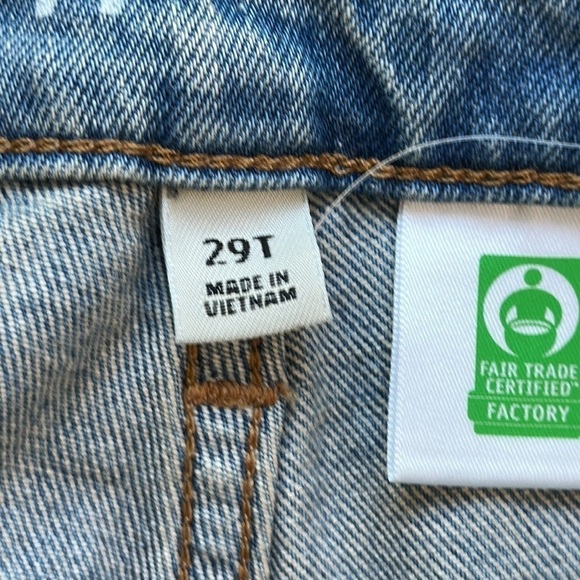 29T
MADE IN
VIETNAM
FAIR TRADE
CERTIFIED™
FACTORY